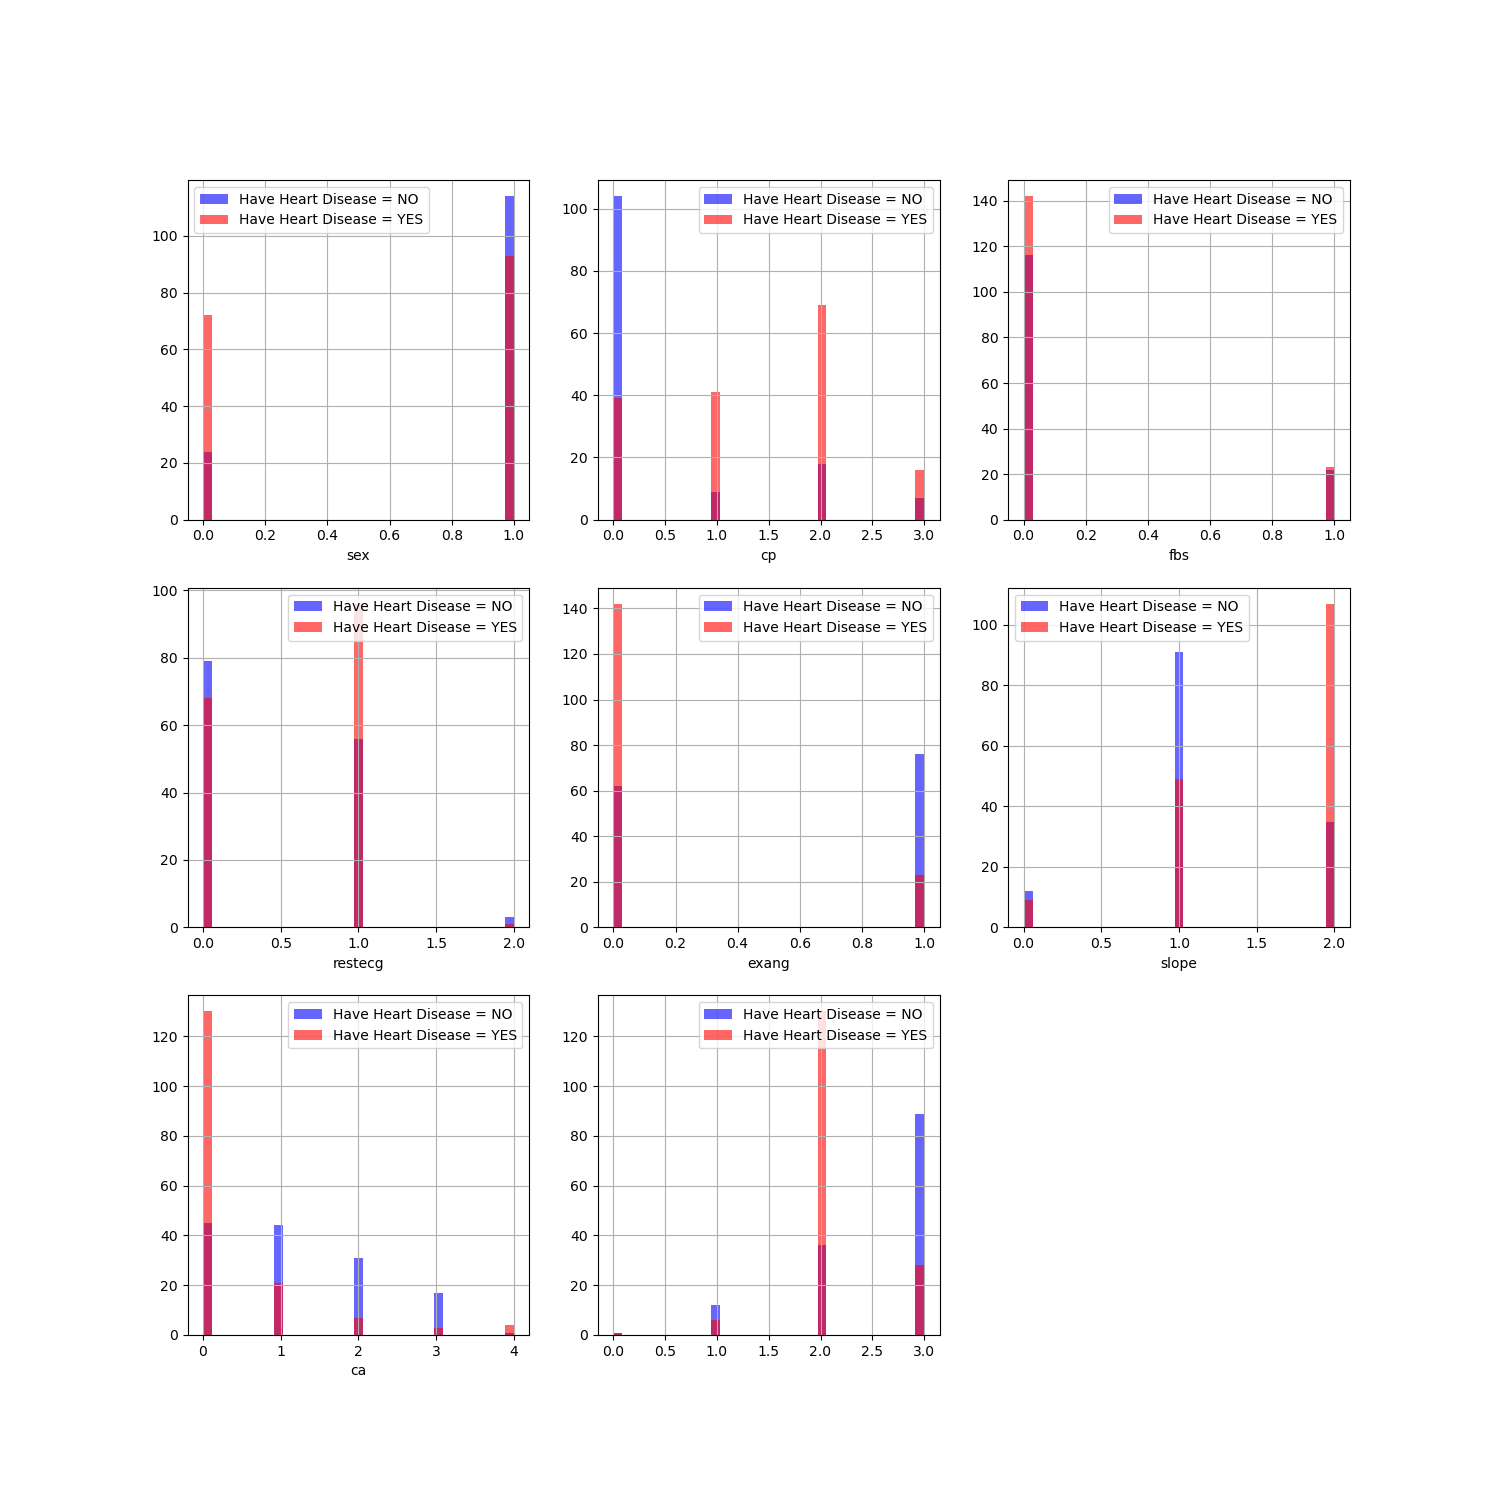 Have Heart Disease = NO
Have Heart Disease = YES
100
80
60
40
20
0
0.0 0.2 0.4 0.6 0.8 1.0
sex
Have Heart Disease = NO
Have Heart Disease = YES
100
80
60
40
20
0
0.0 0.5 1.0 1.5 2.0 2.5 3.0
cp
Have Heart Disease = NO
Have Heart Disease = YES
140
120
100
80
60
40
20
0
0.0 0.2 0.4 0.6 0.8 1.0
fbs
Have Heart Disease = NO
Have Heart Disease = YES
100
80
60
40
20
0
0.0 0.5 1.0 1.5 2.0
restecg
Have Heart Disease = NO
Have Heart Disease = YES
140
120
100
80
60
40
20
0
0.0 0.2 0.4 0.6 0.8 1.0
exang
Have Heart Disease = NO
Have Heart Disease = YES
100
80
60
40
20
0
0.0 0.5 1.0 1.5 2.0
slope
Have Heart Disease = NO
Have Heart Disease = YES
120
100
80
60
40
20
0
0 1 2 3 4
ca
Have Heart Disease = NO
Have Heart Disease = YES
120
100
80
60
40
20
0
0.0 0.5 1.0 1.5 2.0 2.5 3.0